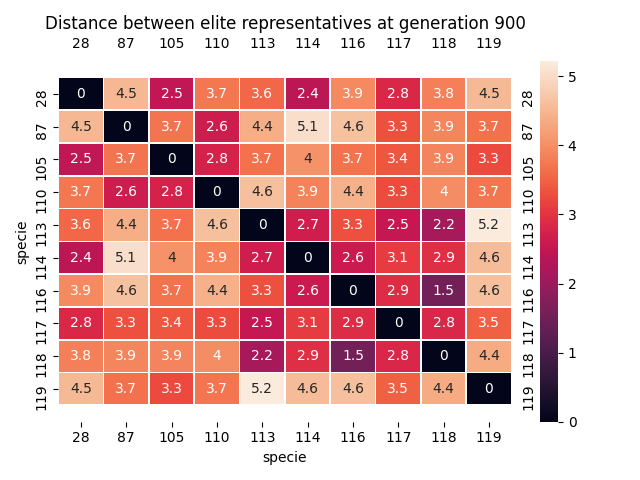 Distance between elite representatives at generation 900
28 87 105 110 113 114 116 117 118 119
28 0 4.5 2.5 3.7 3.6 2.4 3.9 2.8 3.8 4.5 28
87 4.5 0 3.7 2.6 4.4 5.1 4.6 3.3 3.9 3.7 87
105 2.5 3.7 0 2.8 3.7 4 3.7 3.4 3.9 3.3 105
110 3.7 2.6 2.8 0 4.6 3.9 4.4 3.3 4 3.7 110
113 3.6 4.4 3.7 4.6 0 2.7 3.3 2.5 2.2 5.2 113
114 2.4 5.1 4 3.9 2.7 0 2.6 3.1 2.9 4.6 114
116 3.9 4.6 3.7 4.4 3.3 2.6 0 2.9 1.5 4.6 116
117 2.8 3.3 3.4 3.3 2.5 3.1 2.9 0 2.8 3.5 117
118 3.8 3.9 3.9 4 2.2 2.9 1.5 2.8 0 4.4 118
119 4.5 3.7 3.3 3.7 5.2 4.6 4.6 3.5 4.4 0 119
28 87 105 110 113 114 116 117 118 119
specie
specie
5
4
3
2
1
0